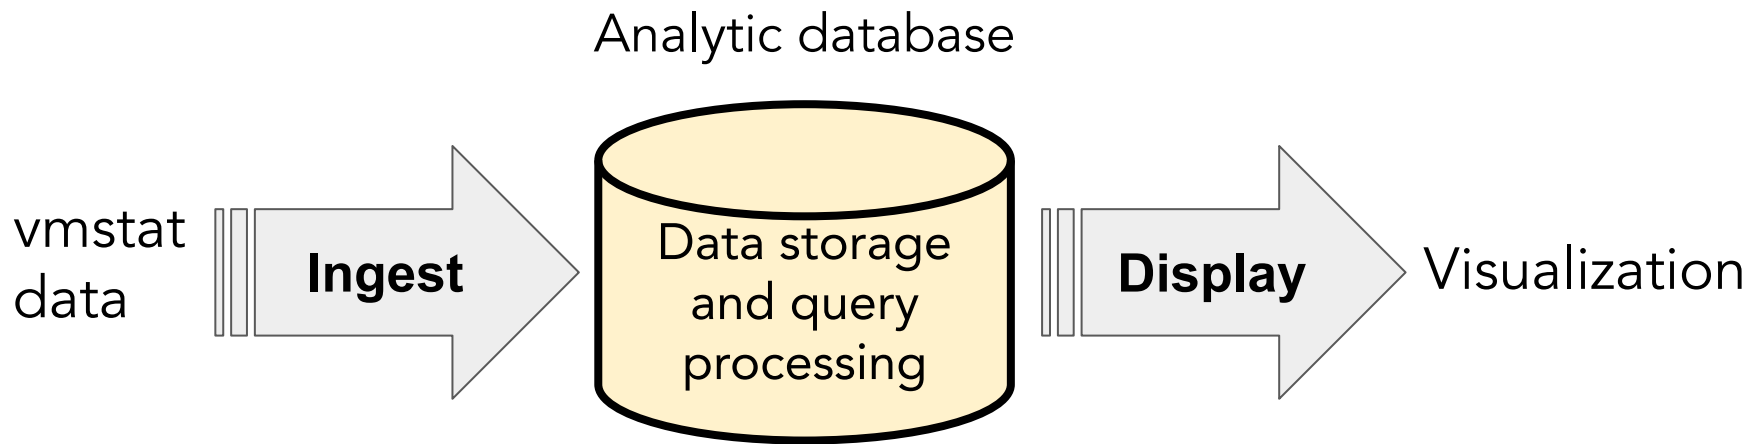 Analytic database
vmstat
data
Ingest
Data storage
and query
processing
Display
Visualization